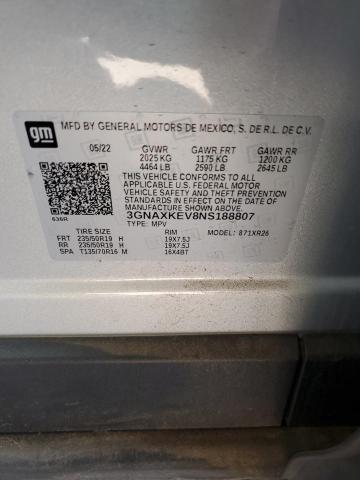 gm MFD BY GENERAL MOTORS DE MEXICO, S. DE R.L. DE C.V.
05/22 GVWR GAWR FRT GAWR RR
2025 KG 1175 KG 1200 KG
4464 LB 2590 LB 2645 LB
THIS VEHICLE CONFORMS TO ALL APPLICABLE
U.S. FEDERAL MOTOR
VEHICLE SAFETY AND THEFT PREVENTION
STANDARDS IN EFFECT ON THE DATE OF
MANUFACTURE SHOWN ABOVE.
3GNAXKEV8NS188807
636R TYPE: MPV MODEL: 871XR26
TIRE SIZE RIM
FRT 235/50R19 H 19X7.5J
RR 235/50R19 H 19X7.5J
SPA T135/70R16 M 16X4BT